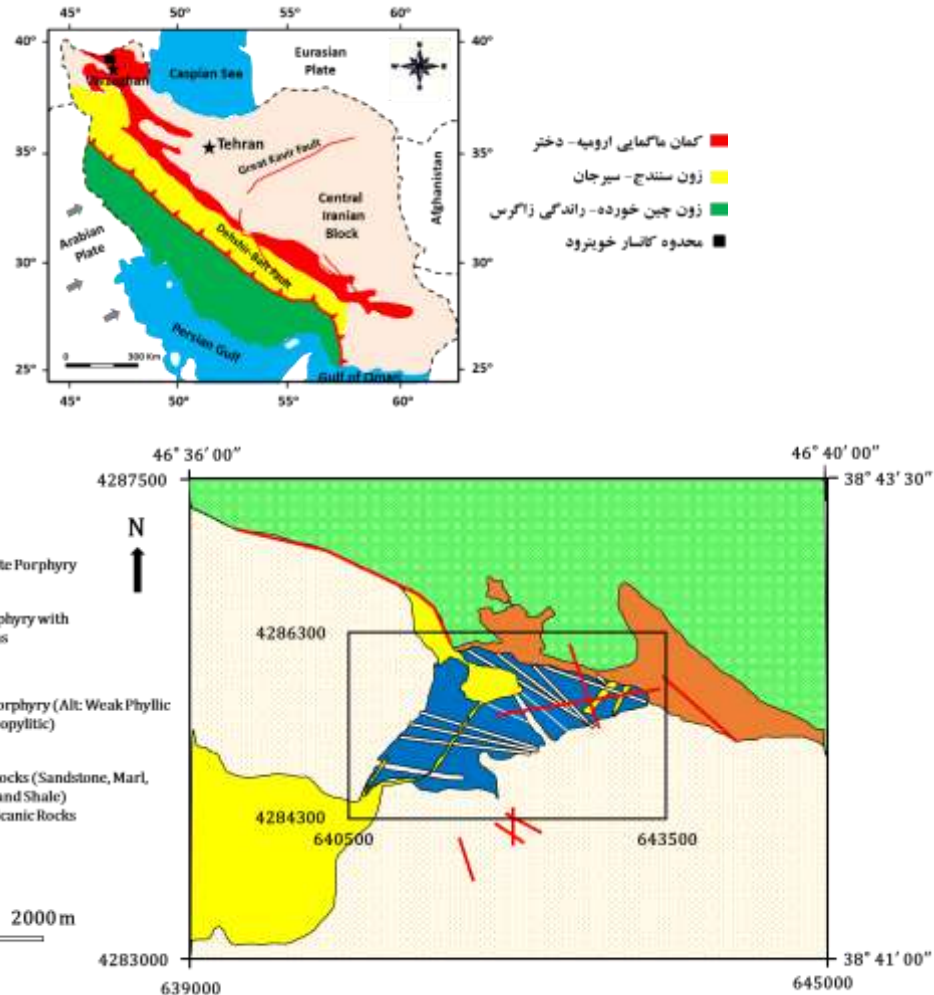 45° 50° 55° 60°
40° 40°
Eurasian
Plate
Caspian Sea
Tehran
Great Kavir Fault
35° 35°
Afghanistan
Central
Iranian
Block
Arabian
Plate
Dehshir-Baft Fault
30° 30°
Persian Gulf
0 300 Km
25° 25°
Gulf of Oman
45° 50° 55° 60°
کمان ماگمایی ارومیه- دختر
زون سنندج- سیرجان
زون چین خورده- راندگی زاگرس
محدوده کانسار خوینرود
46° 36′ 00″ 46° 40′ 00″
4287500 38° 43′ 30″
N
te Porphyry
phyry with
ns
4286300
orphyry (Alt: Weak Phyllic
opylitic)
ocks (Sandstone, Marl,
and Shale)
canic Rocks
4284300
640500 643500
2000 m
4283000 38° 41′ 00″
639000 645000